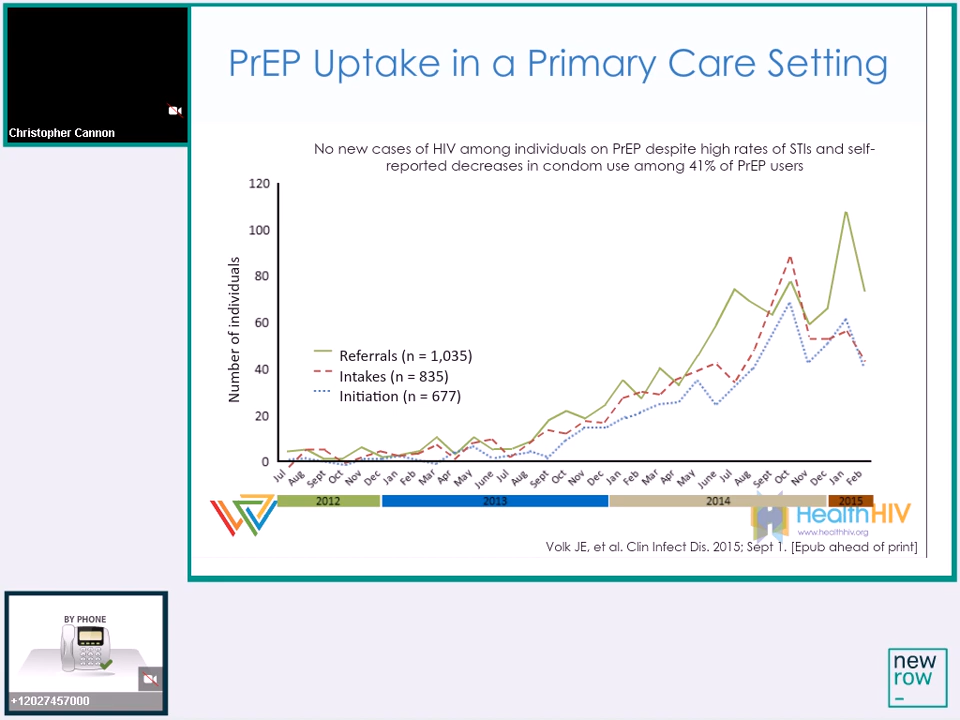 Christopher Cannon
PrEP Uptake in a Primary Care Setting
No new cases of HIV among individuals on PrEP despite high rates of STIs and self-
reported decreases in condom use among 41% of PrEP users
Number of individuals
120
100
80
60
40
20
0
Referrals (n = 1,035)
Intakes (n = 835)
Initiation (n = 677)
Jul Aug Sept Oct Nov Dec Jan Feb Mar Apr May June Jul Aug Sept Oct Nov Dec Jan Feb Mar Apr May June Jul Aug Sept Oct Nov Dec Jan Feb
2012 2013 2014 2015
HealthHIV
www.healthhiv.org
Volk JE, et al. Clin Infect Dis. 2015; Sept 1. [Epub ahead of print]
BY PHONE
+12027457000
new
row